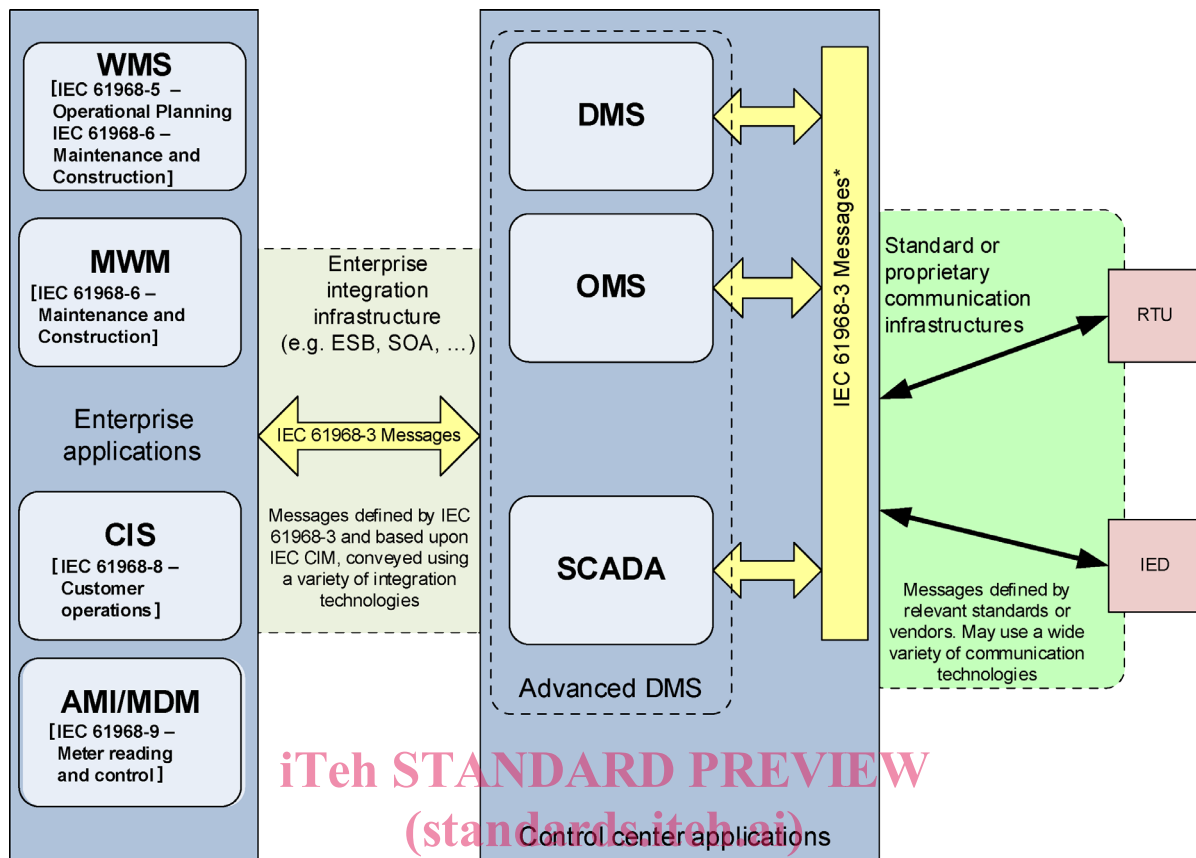 WMS
[IEC 61968-5 –
Operational Planning
IEC 61968-6 –
Maintenance and
Construction]
MWM
[IEC 61968-6 –
Maintenance and
Construction]
Enterprise
applications
CIS
[IEC 61968-8 –
Customer
operations]
AMI/MDM
[IEC 61968-9 –
Meter reading
and control]
Enterprise
integration
infrastructure
(e.g. ESB, SOA, …)
IEC 61968-3 Messages
Messages defined by IEC
61968-3 and based upon
IEC CIM, conveyed using
a variety of integration
technologies
DMS
OMS
SCADA
Advanced DMS
IEC 61968-3 Messages*
Control center applications
Standard or
proprietary
communication
infrastructures
RTU
IED
Messages defined by
relevant standards or
vendors. May use a wide
variety of communication
technologies
iTeh STANDARD PREVIEW
(standards.iteh.ai)